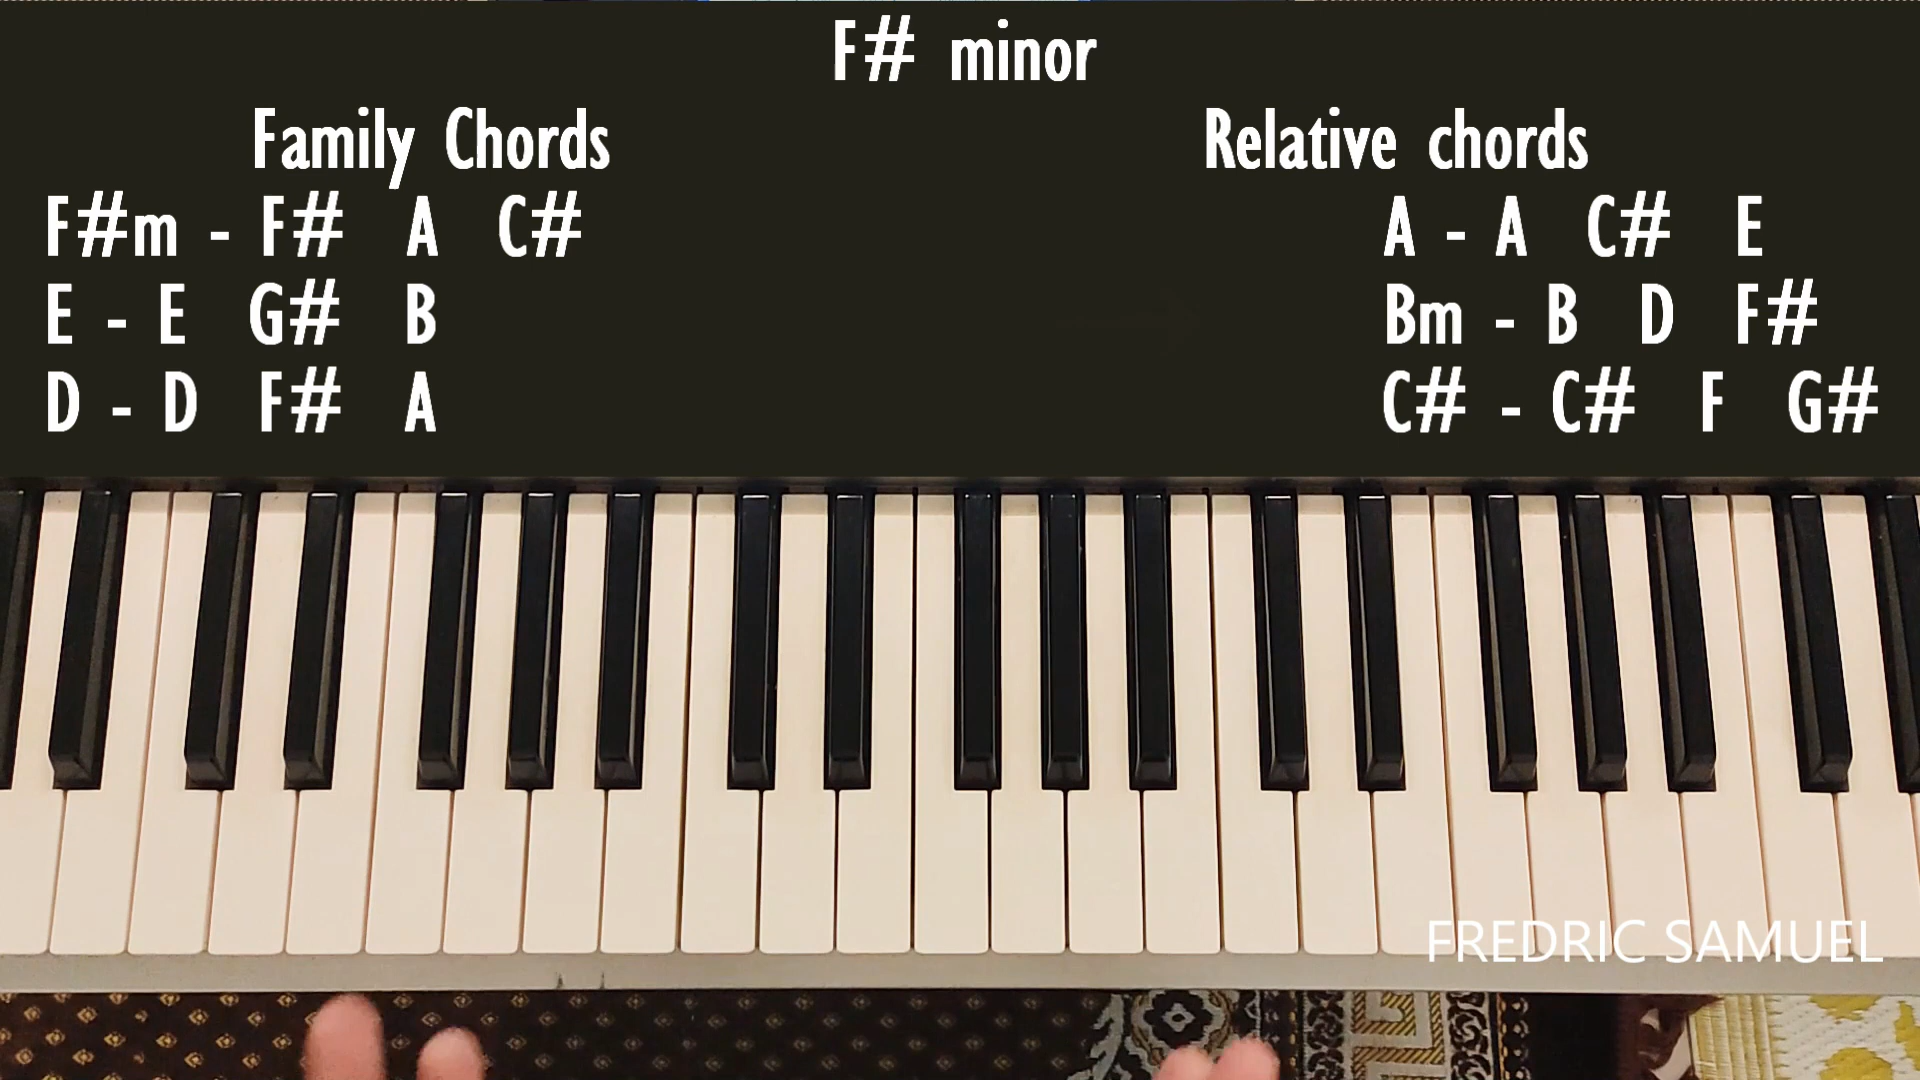 F# minor
Family Chords
F#m - F# A C#
E - E G# B
D - D F# A
Relative chords
A - A C# E
Bm - B D F#
C# - C# F G#
FREDRIC SAMUEL